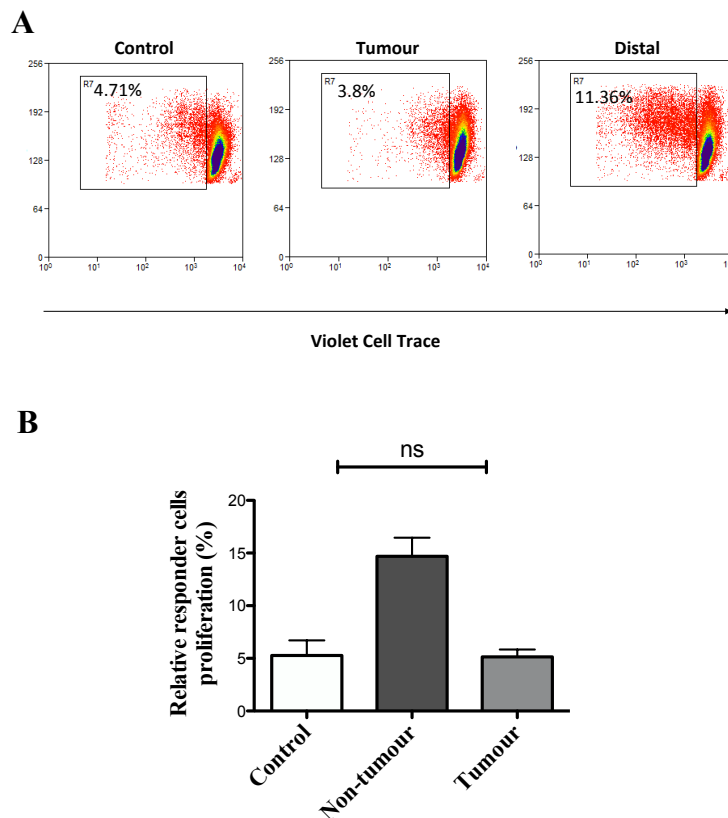 A
Control
Tumour
Distal
256
192
128
64
0
R7
4.71%
10⁰ 10¹ 10² 10³ 10⁴
256
192
128
64
0
R7
3.8%
10⁰ 10¹ 10² 10³ 10⁴
256
192
128
64
0
R7
11.36%
10⁰ 10¹ 10² 10³
Violet Cell Trace
B
ns
Relative responder cells
proliferation (%)
20
15
10
5
0
Control
Non-tumour
Tumour